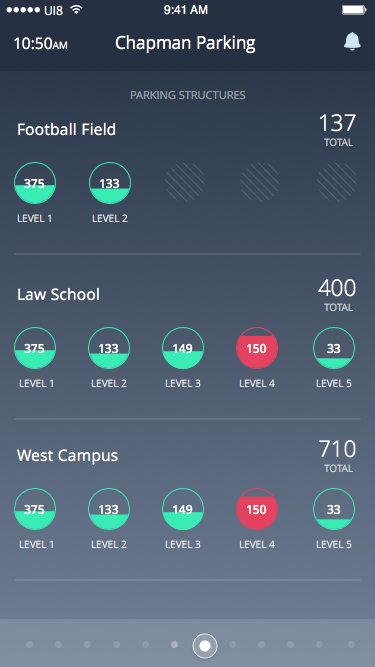 UI8 9:41 AM
10:50AM Chapman Parking
PARKING STRUCTURES
Football Field 137
TOTAL
375 133
LEVEL 1 LEVEL 2
Law School 400
TOTAL
375 133 149 150 33
LEVEL 1 LEVEL 2 LEVEL 3 LEVEL 4 LEVEL 5
West Campus 710
TOTAL
375 133 149 150 33
LEVEL 1 LEVEL 2 LEVEL 3 LEVEL 4 LEVEL 5